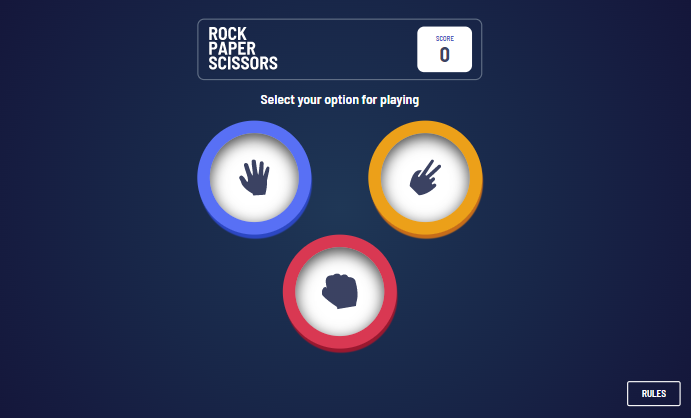 ROCK
PAPER
SCISSORS
SCORE
0
Select your option for playing
RULES